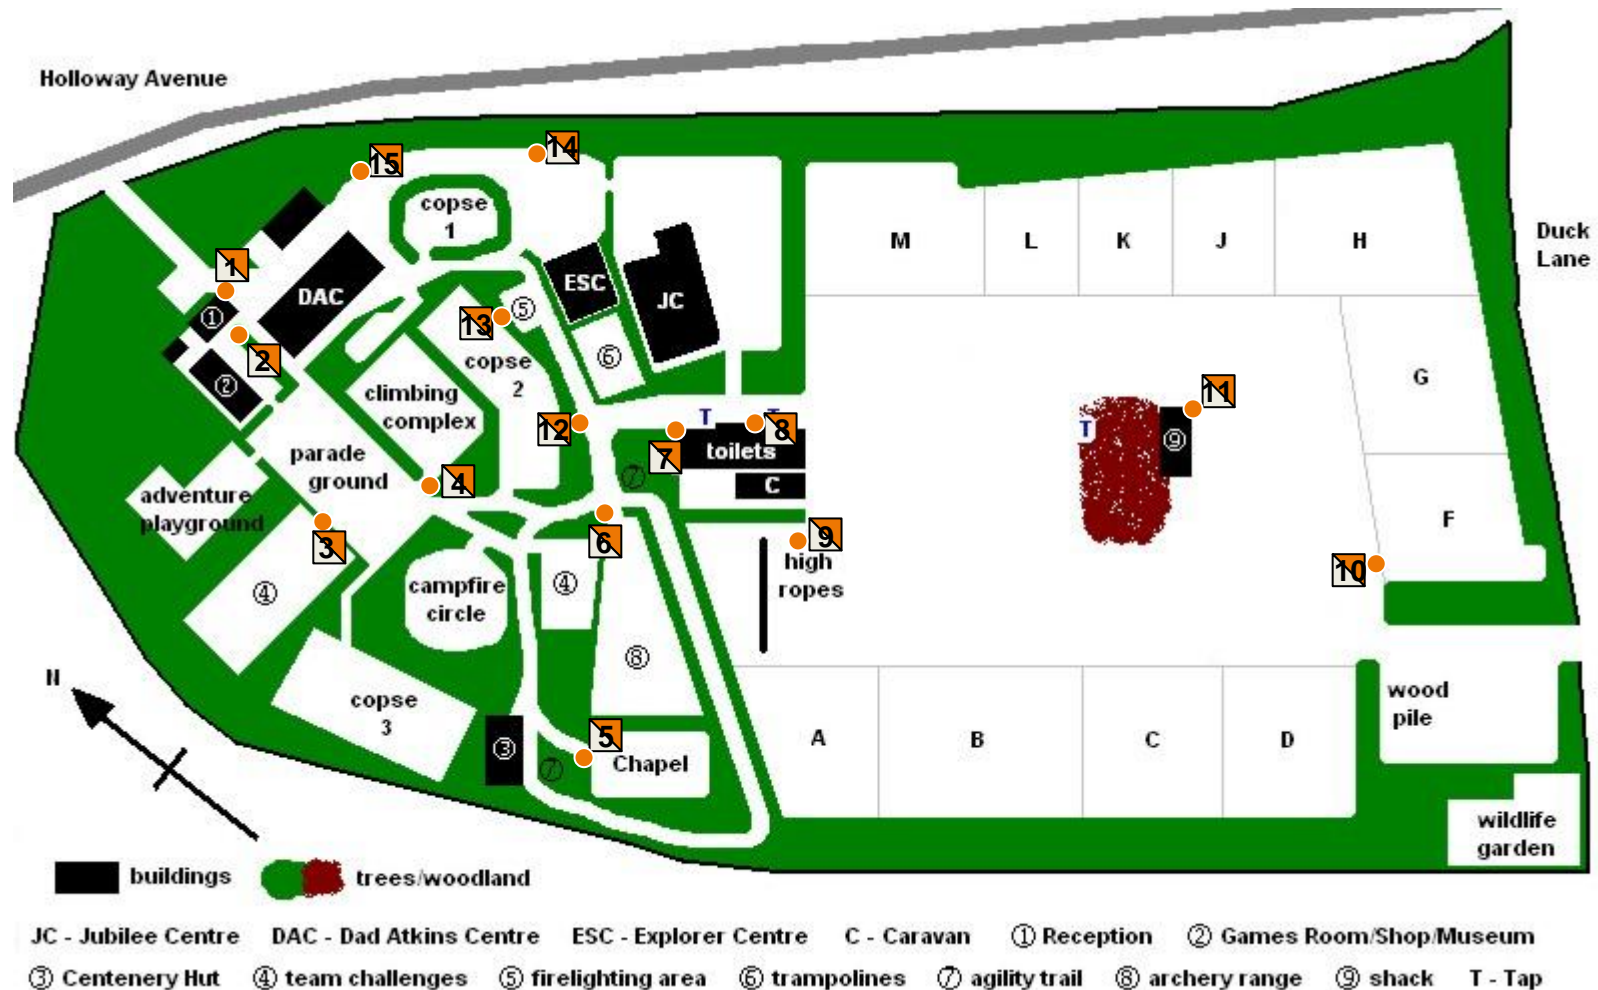 Holloway Avenue
15
14
copse
1
Duck
Lane
M
L
K
J
H
1
ESC
JC
DAC
①
13
⑤
2
②
copse
2
⑥
climbing
complex
G
11
T
T
12
8
T
⑨
7
toilets
parade
ground
4
⑦
C
adventure
playground
F
3
6
9
high
ropes
10
④
campfire
circle
④
⑧
N
copse
3
wood
pile
5
③
⑦
Chapel
A
B
C
D
wildlife
garden
buildings
trees/woodland
JC - Jubilee Centre DAC - Dad Atkins Centre ESC - Explorer Centre C - Caravan ① Reception ② Games Room/Shop/Museum
③ Centenery Hut ④ team challenges ⑤ firelighting area ⑥ trampolines ⑦ agility trail ⑧ archery range ⑨ shack T - Tap